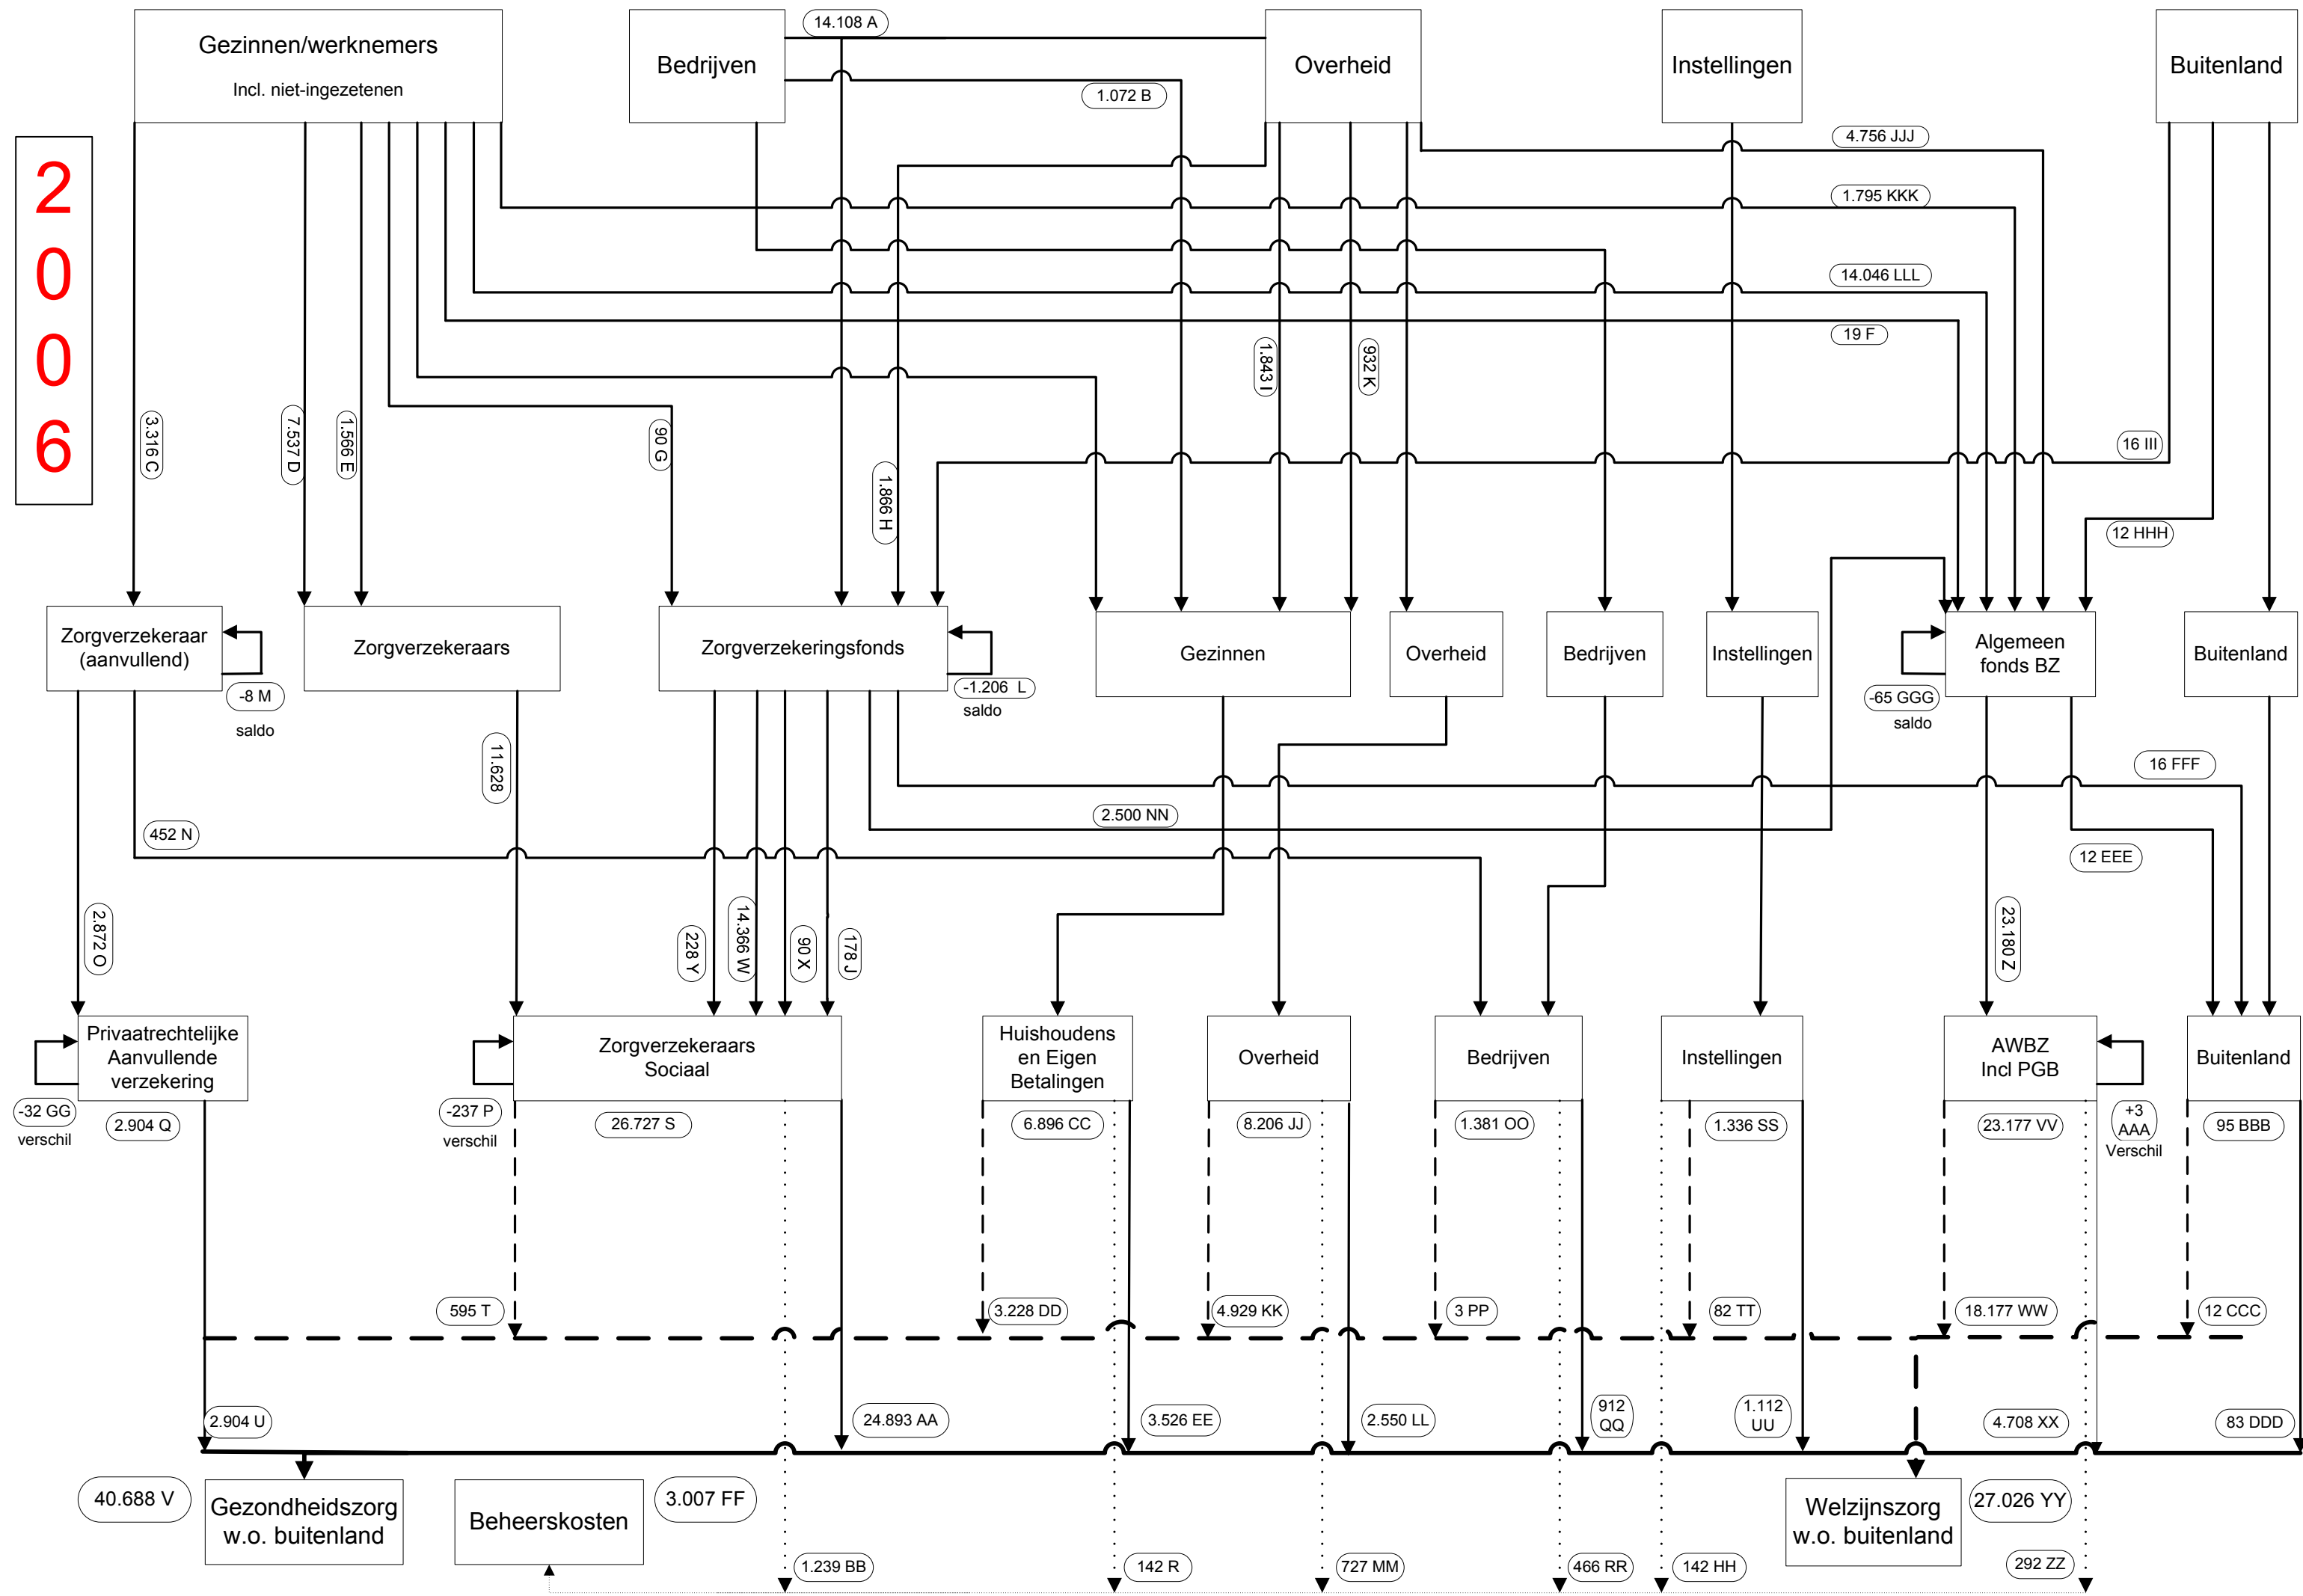 Gezinnen/werknemers
Incl. niet-ingezetenen
Bedrijven
14.108 A
1.072 B
Overheid
Instellingen
Buitenland
2
0
0
6
4.756 JJJ
1.795 KKK
14.046 LLL
19 F
3.316 C
7.537 D
1.566 E
90 G
1.866 H
1.843 I
932 K
16 III
12 HHH
Zorgverzekeraar
(aanvullend)
-8 M
saldo
Zorgverzekeraars
Zorgverzekeringsfonds
-1.206 L
saldo
Gezinnen
Overheid
Bedrijven
Instellingen
Algemeen
fonds BZ
-65 GGG
saldo
Buitenland
11.628
16 FFF
2.500 NN
452 N
12 EEE
2.872 O
228 Y
14.366 W
90 X
178 J
23.180 Z
Privaatrechtelijke
Aanvullende
verzekering
-32 GG
verschil
2.904 Q
Zorgverzekeraars
Sociaal
-237 P
verschil
26.727 S
Huishoudens
en Eigen
Betalingen
6.896 CC
Overheid
8.206 JJ
Bedrijven
1.381 OO
Instellingen
1.336 SS
AWBZ
Incl PGB
23.177 VV
+3
AAA
Verschil
Buitenland
95 BBB
595 T
3.228 DD
4.929 KK
3 PP
82 TT
18.177 WW
12 CCC
2.904 U
24.893 AA
3.526 EE
2.550 LL
912
QQ
1.112
UU
4.708 XX
83 DDD
40.688 V
Gezondheidszorg
w.o. buitenland
Beheerskosten
3.007 FF
Welzijnszorg
w.o. buitenland
27.026 YY
1.239 BB
142 R
727 MM
466 RR
142 HH
292 ZZ